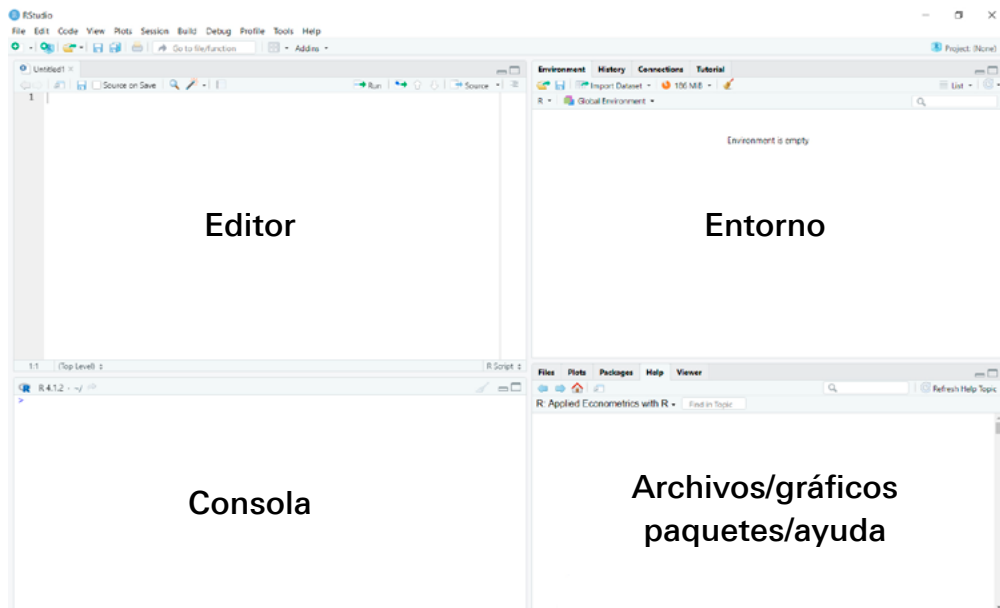 RStudio
File Edit Code View Plots Session Build Debug Profile Tools Help
Go to file/function Addins Project: (None)
Untitled1
Source on Save Run Source
1
Editor
1:1 (Top Level) R Script
R 4.1.2 · ~/
>
Consola
Environment History Connections Tutorial
Import Dataset 186 MiB List
R Global Environment
Environment is empty
Entorno
Files Plots Packages Help Viewer
Refresh Help Topic
R: Applied Econometrics with R Find in Topic
Archivos/gráficos
paquetes/ayuda